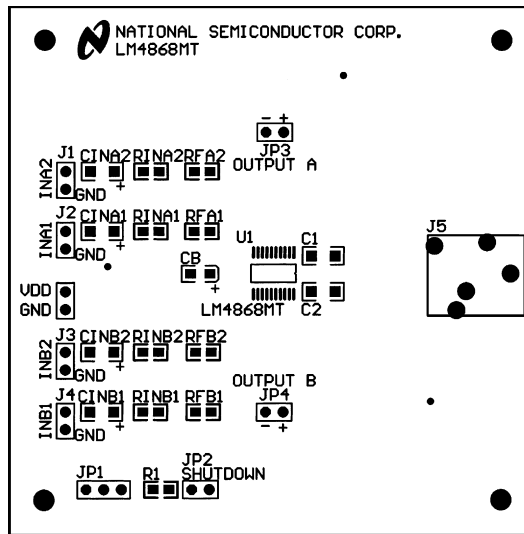 NATIONAL SEMICONDUCTOR CORP.
LM4868MT
- +
JP3
OUTPUT A
J1 CINA2 RINA2 RFA2
INA2
GND +
J2 CINA1 RINA1 RFA1
INA1
GND +
U1 C1 J5
CB
+
VDD
GND
LM4868MT C2
J3 CINB2 RINB2 RFB2
INB2
GND +
OUTPUT B
J4 CINB1 RINB1 RFB1 JP4
INB1
GND + - +
JP1 R1 JP2
SHUTDOWN